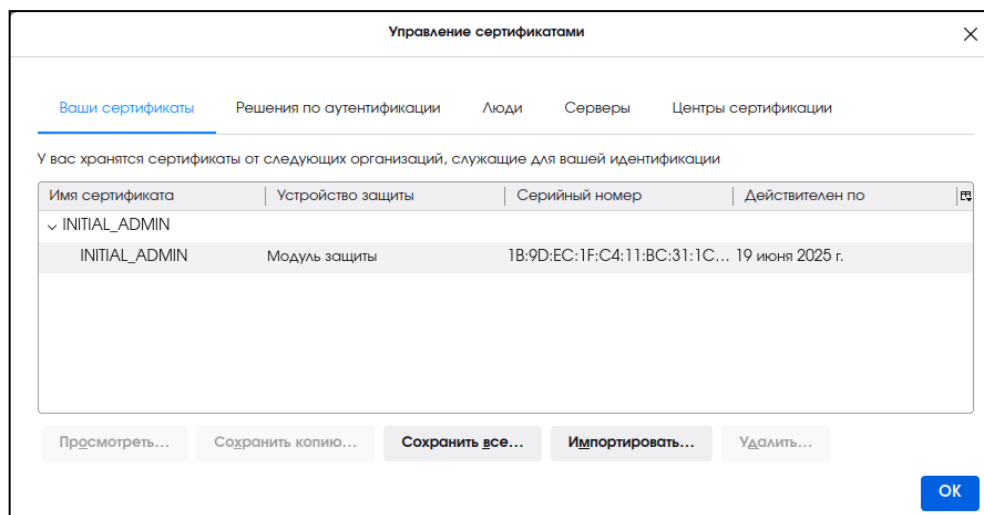 Управление сертификатами
Ваши сертификаты Решения по аутентификации Люди Серверы Центры сертификации
У вас хранятся сертификаты от следующих организаций, служащие для вашей идентификации
Имя сертификата Устройство защиты Серийный номер Действителен по
INITIAL_ADMIN
INITIAL_ADMIN Модуль защиты 1B:9D:EC:1F:C4:11:BC:31:1C... 19 июня 2025 г.
Просмотреть... Сохранить копию... Сохранить все... Импортировать... Удалить...
ОК